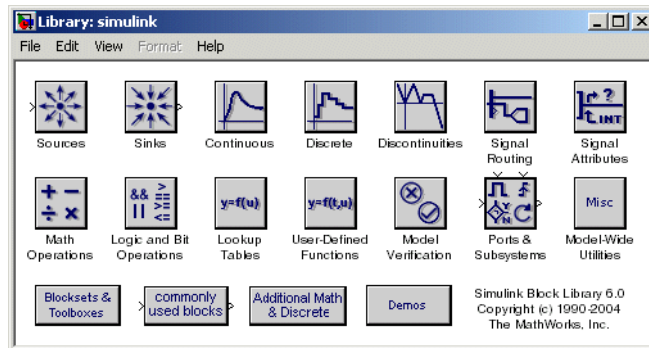 Library: simulink
File Edit View Format Help
Sources Sinks Continuous Discrete Discontinuities Signal Routing Signal Attributes
?
INT
+ − ÷ × && || > == <= y=f(u) y=f(t,u) Y N Misc
Math Operations Logic and Bit Operations Lookup Tables User-Defined Functions Model Verification Ports & Subsystems Model-Wide Utilities
Blocksets & Toolboxes commonly used blocks Additional Math & Discrete Demos
Simulink Block Library 6.0
Copyright (c) 1990-2004
The MathWorks, Inc.